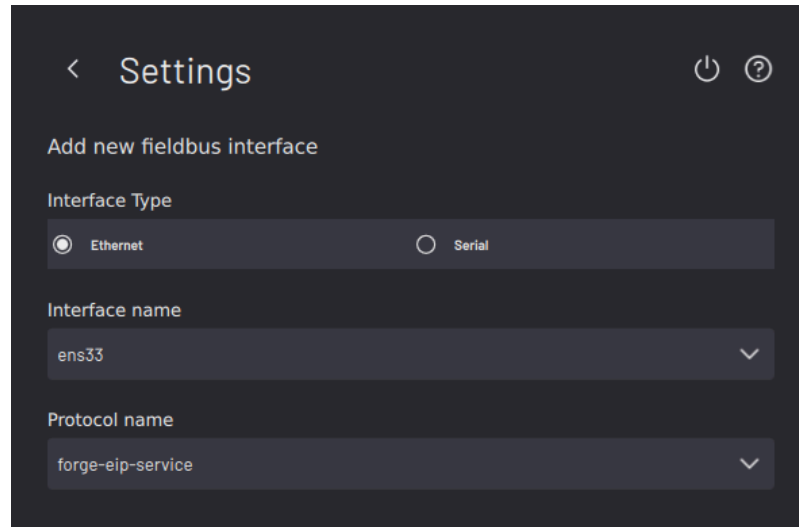 Settings
Add new fieldbus interface
Interface Type
Ethernet Serial
Interface name
ens33
Protocol name
forge-eip-service